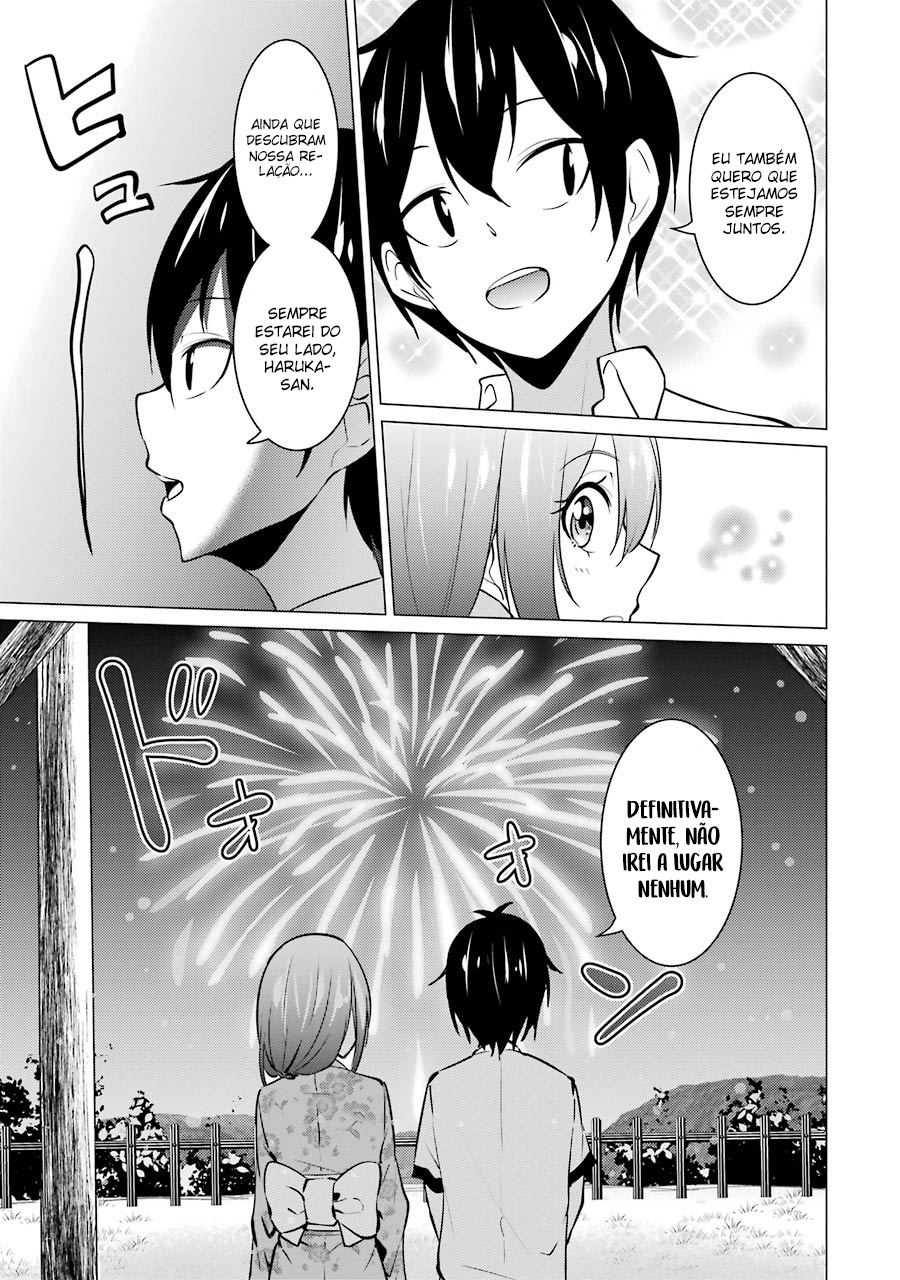 EU TAMBÉM
QUERO QUE
ESTEJAMOS
SEMPRE
JUNTOS.
AINDA QUE
DESCUBRAM
NOSSA RE-
LAÇÃO...
SEMPRE
ESTAREI DO
SEU LADO,
HARUKA-
SAN.
ヒュー
DEFINITIVA-
MENTE, NÃO
IREI A LUGAR
NENHUM.
ドォォン